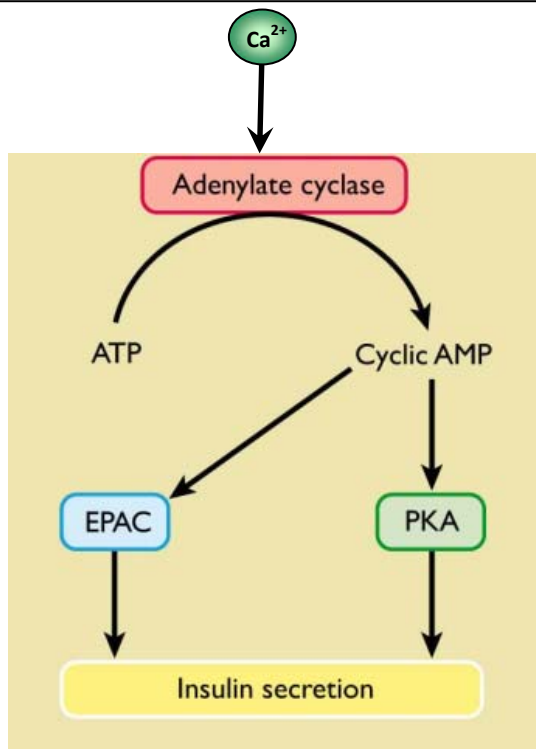 Ca²⁺
Adenylate cyclase
ATP
Cyclic AMP
EPAC
PKA
Insulin secretion